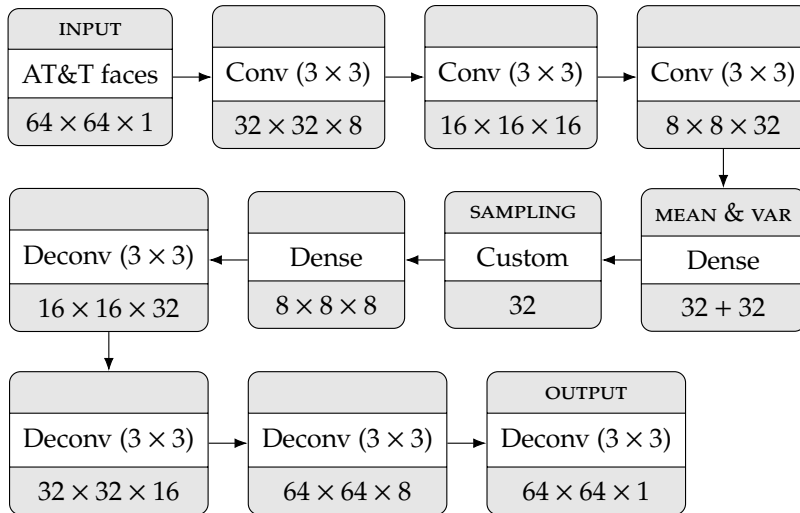 INPUT
AT&T faces
64 × 64 × 1
Conv (3 × 3)
32 × 32 × 8
Conv (3 × 3)
16 × 16 × 16
Conv (3 × 3)
8 × 8 × 32
MEAN & VAR
Dense
32 + 32
SAMPLING
Custom
32
Dense
8 × 8 × 8
Deconv (3 × 3)
16 × 16 × 32
Deconv (3 × 3)
32 × 32 × 16
Deconv (3 × 3)
64 × 64 × 8
OUTPUT
Deconv (3 × 3)
64 × 64 × 1